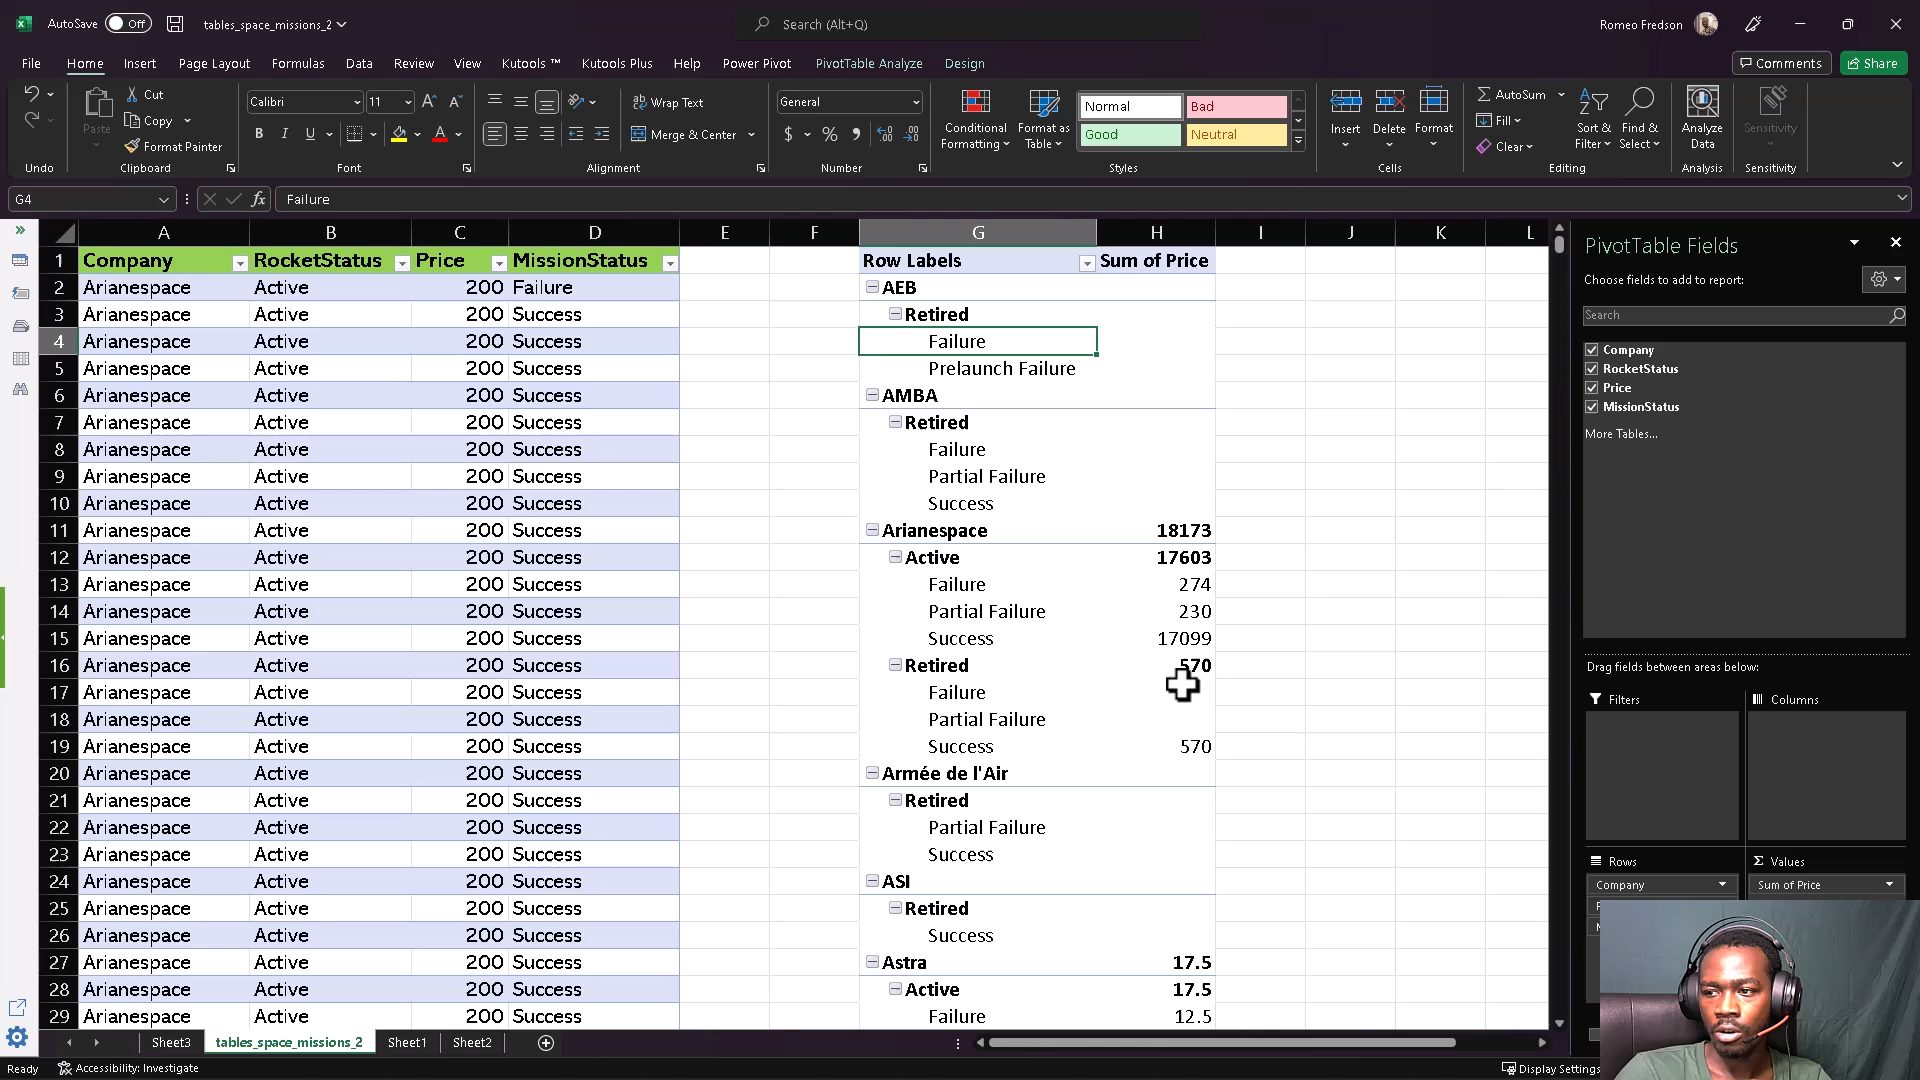 AutoSave Off tables_space_missions_2 Search (Alt+Q) Romeo Fredson
File Home Insert Page Layout Formulas Data Review View Kutools ™ Kutools Plus Help Power Pivot PivotTable Analyze Design Comments Share
Paste Cut Copy Format Painter
Calibri 11 B I U A
Wrap Text Merge & Center
General $ %
Conditional Formatting Format as Table
Normal Bad Good Neutral
Insert Delete Format
AutoSum Fill Clear Sort & Filter Find & Select
Analyze Data Sensitivity
Undo Clipboard Font Alignment Number Styles Cells Editing Analysis Sensitivity
G4 fx Failure
A B C D E F G H I J K L
1 Company RocketStatus Price MissionStatus Row Labels Sum of Price
2 Arianespace Active 200 Failure AEB
3 Arianespace Active 200 Success Retired
4 Arianespace Active 200 Success Failure
5 Arianespace Active 200 Success Prelaunch Failure
6 Arianespace Active 200 Success AMBA
7 Arianespace Active 200 Success Retired
8 Arianespace Active 200 Success Failure
9 Arianespace Active 200 Success Partial Failure
10 Arianespace Active 200 Success Success
11 Arianespace Active 200 Success Arianespace 18173
12 Arianespace Active 200 Success Active 17603
13 Arianespace Active 200 Success Failure 274
14 Arianespace Active 200 Success Partial Failure 230
15 Arianespace Active 200 Success Success 17099
16 Arianespace Active 200 Success Retired 570
17 Arianespace Active 200 Success Failure
18 Arianespace Active 200 Success Partial Failure
19 Arianespace Active 200 Success Success 570
20 Arianespace Active 200 Success Armée de l'Air
21 Arianespace Active 200 Success Retired
22 Arianespace Active 200 Success Partial Failure
23 Arianespace Active 200 Success Success
24 Arianespace Active 200 Success ASI
25 Arianespace Active 200 Success Retired
26 Arianespace Active 200 Success Success
27 Arianespace Active 200 Success Astra 17.5
28 Arianespace Active 200 Success Active 17.5
29 Arianespace Active 200 Success Failure 12.5
PivotTable Fields
Choose fields to add to report:
Search
Company
RocketStatus
Price
MissionStatus
More Tables...
Drag fields between areas below:
Filters Columns
Rows Values
Company Sum of Price
Sheet3 tables_space_missions_2 Sheet1 Sheet2
Ready Accessibility: Investigate Display Settings